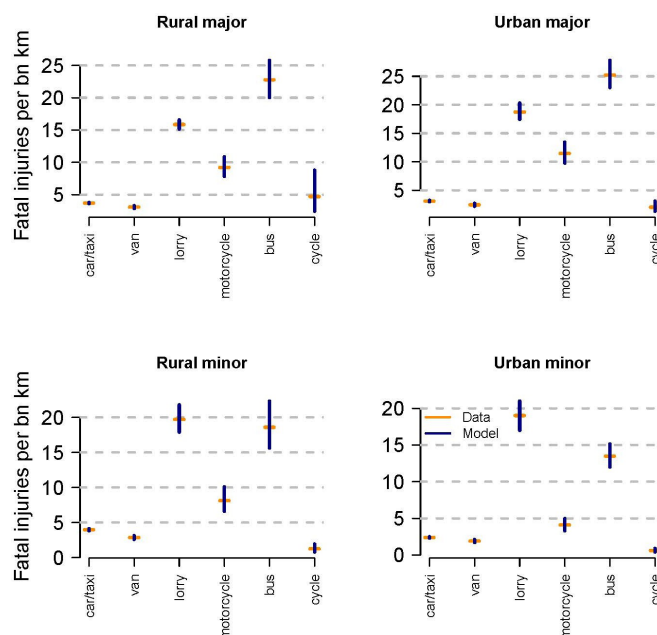 Rural major
Fatal injuries per bn km
25
20
15
10
5
car/taxi
van
lorry
motorcycle
bus
cycle
Urban major
25
20
15
10
5
car/taxi
van
lorry
motorcycle
bus
cycle
Rural minor
Fatal injuries per bn km
20
15
10
5
0
car/taxi
van
lorry
motorcycle
bus
cycle
Urban minor
20
15
10
5
0
Data
Model
car/taxi
van
lorry
motorcycle
bus
cycle